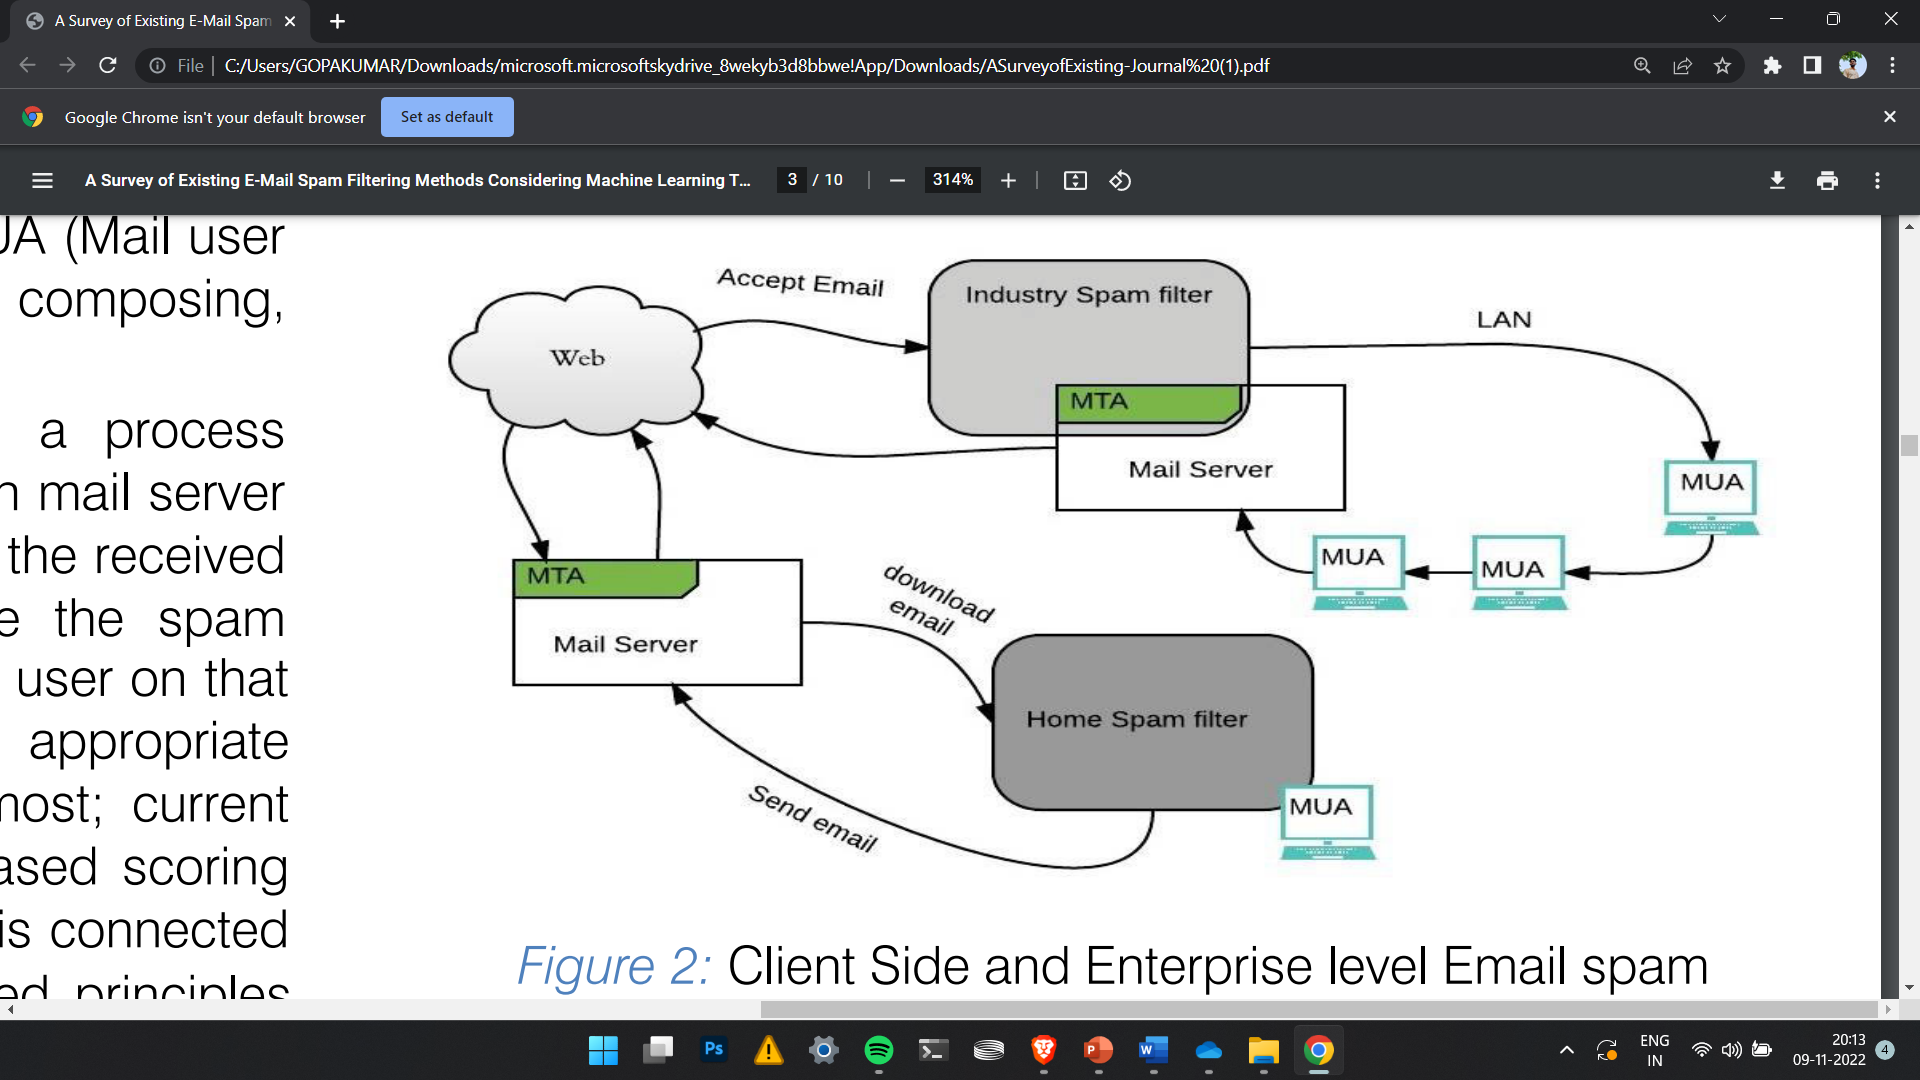 A Survey of Existing E-Mail Spam
File
C:/Users/GOPAKUMAR/Downloads/microsoft.microsoftskydrive_8wekyb3d8bbwe!App/Downloads/ASurveyofExisting-Journal%20(1).pdf
Google Chrome isn't your default browser
Set as default
A Survey of Existing E-Mail Spam Filtering Methods Considering Machine Learning T...
3 / 10
314%
JA (Mail user
composing,
a process
n mail server
the received
e the spam
user on that
appropriate
most; current
ased scoring
is connected
ed principles
Accept Email
Industry Spam filter
LAN
Web
MTA
Mail Server
MUA
MUA
MUA
MTA
Mail Server
download
email
Home Spam filter
MUA
Send email
Figure 2: Client Side and Enterprise level Email spam
Ps
P
W
ENG
IN
20:13
09-11-2022
4